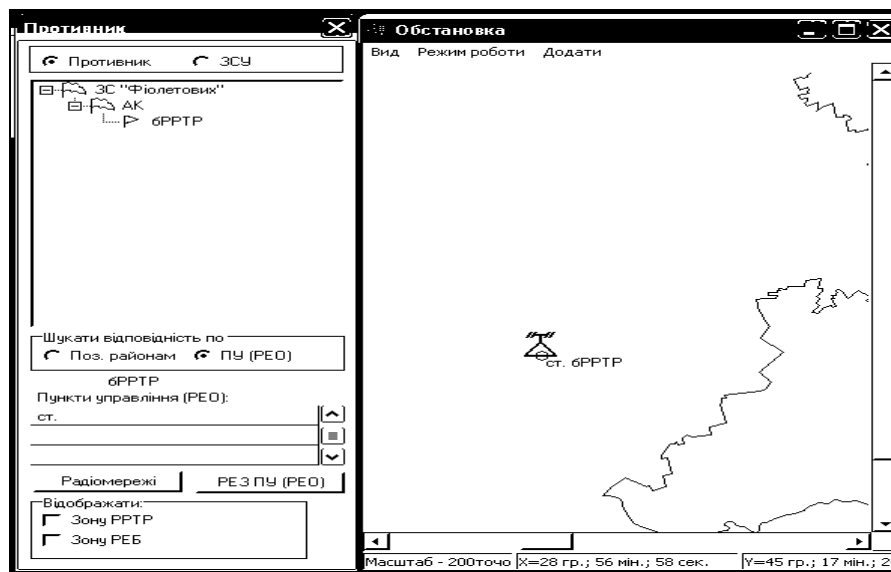 Противник
Противник ЗСУ
ЗС "Фіолетових"
АК
бРРТР
Шукати відповідність по
Поз. районам ПУ (РЕО)
бРРТР
Пункти управління (РЕО):
ст.
Радіомережі РЕЗ ПУ (РЕО)
Відображати:
Зону РРТР
Зону РЕБ
Обстановка
Вид Режим роботи Додати
ст. бРРТР
Масштаб - 200точо X=28 гр.; 56 мін.; 58 сек. Y=45 гр.; 17 мін.; 2